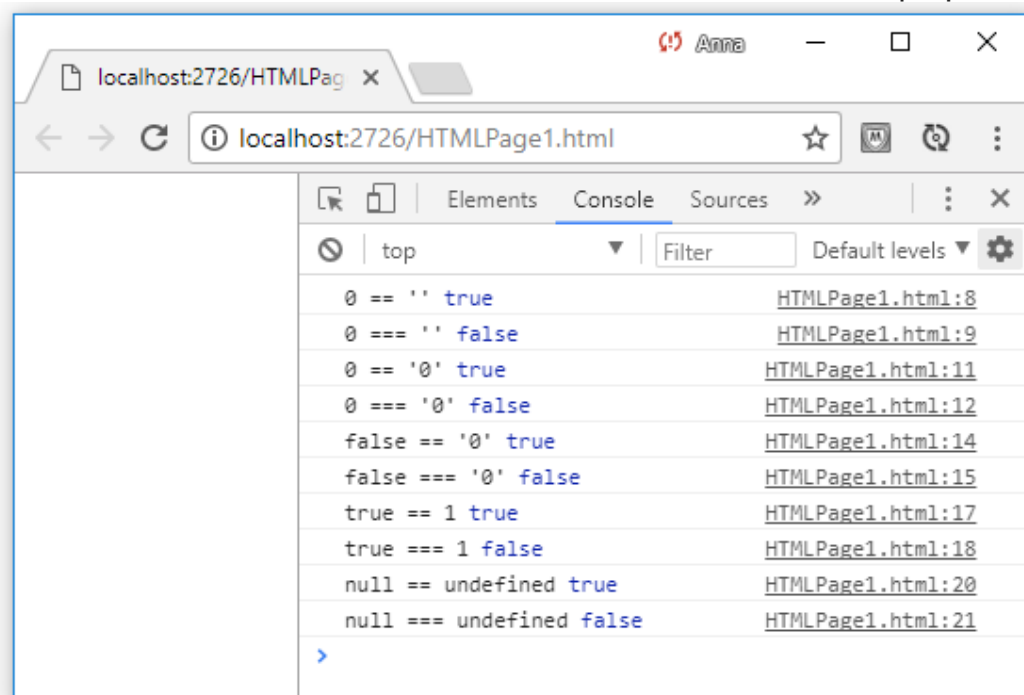 Anna
localhost:2726/HTMLPag
localhost:2726/HTMLPage1.html
Elements Console Sources »
top Filter Default levels
0 == '' true HTMLPage1.html:8
0 === '' false HTMLPage1.html:9
0 == '0' true HTMLPage1.html:11
0 === '0' false HTMLPage1.html:12
false == '0' true HTMLPage1.html:14
false === '0' false HTMLPage1.html:15
true == 1 true HTMLPage1.html:17
true === 1 false HTMLPage1.html:18
null == undefined true HTMLPage1.html:20
null === undefined false HTMLPage1.html:21
>